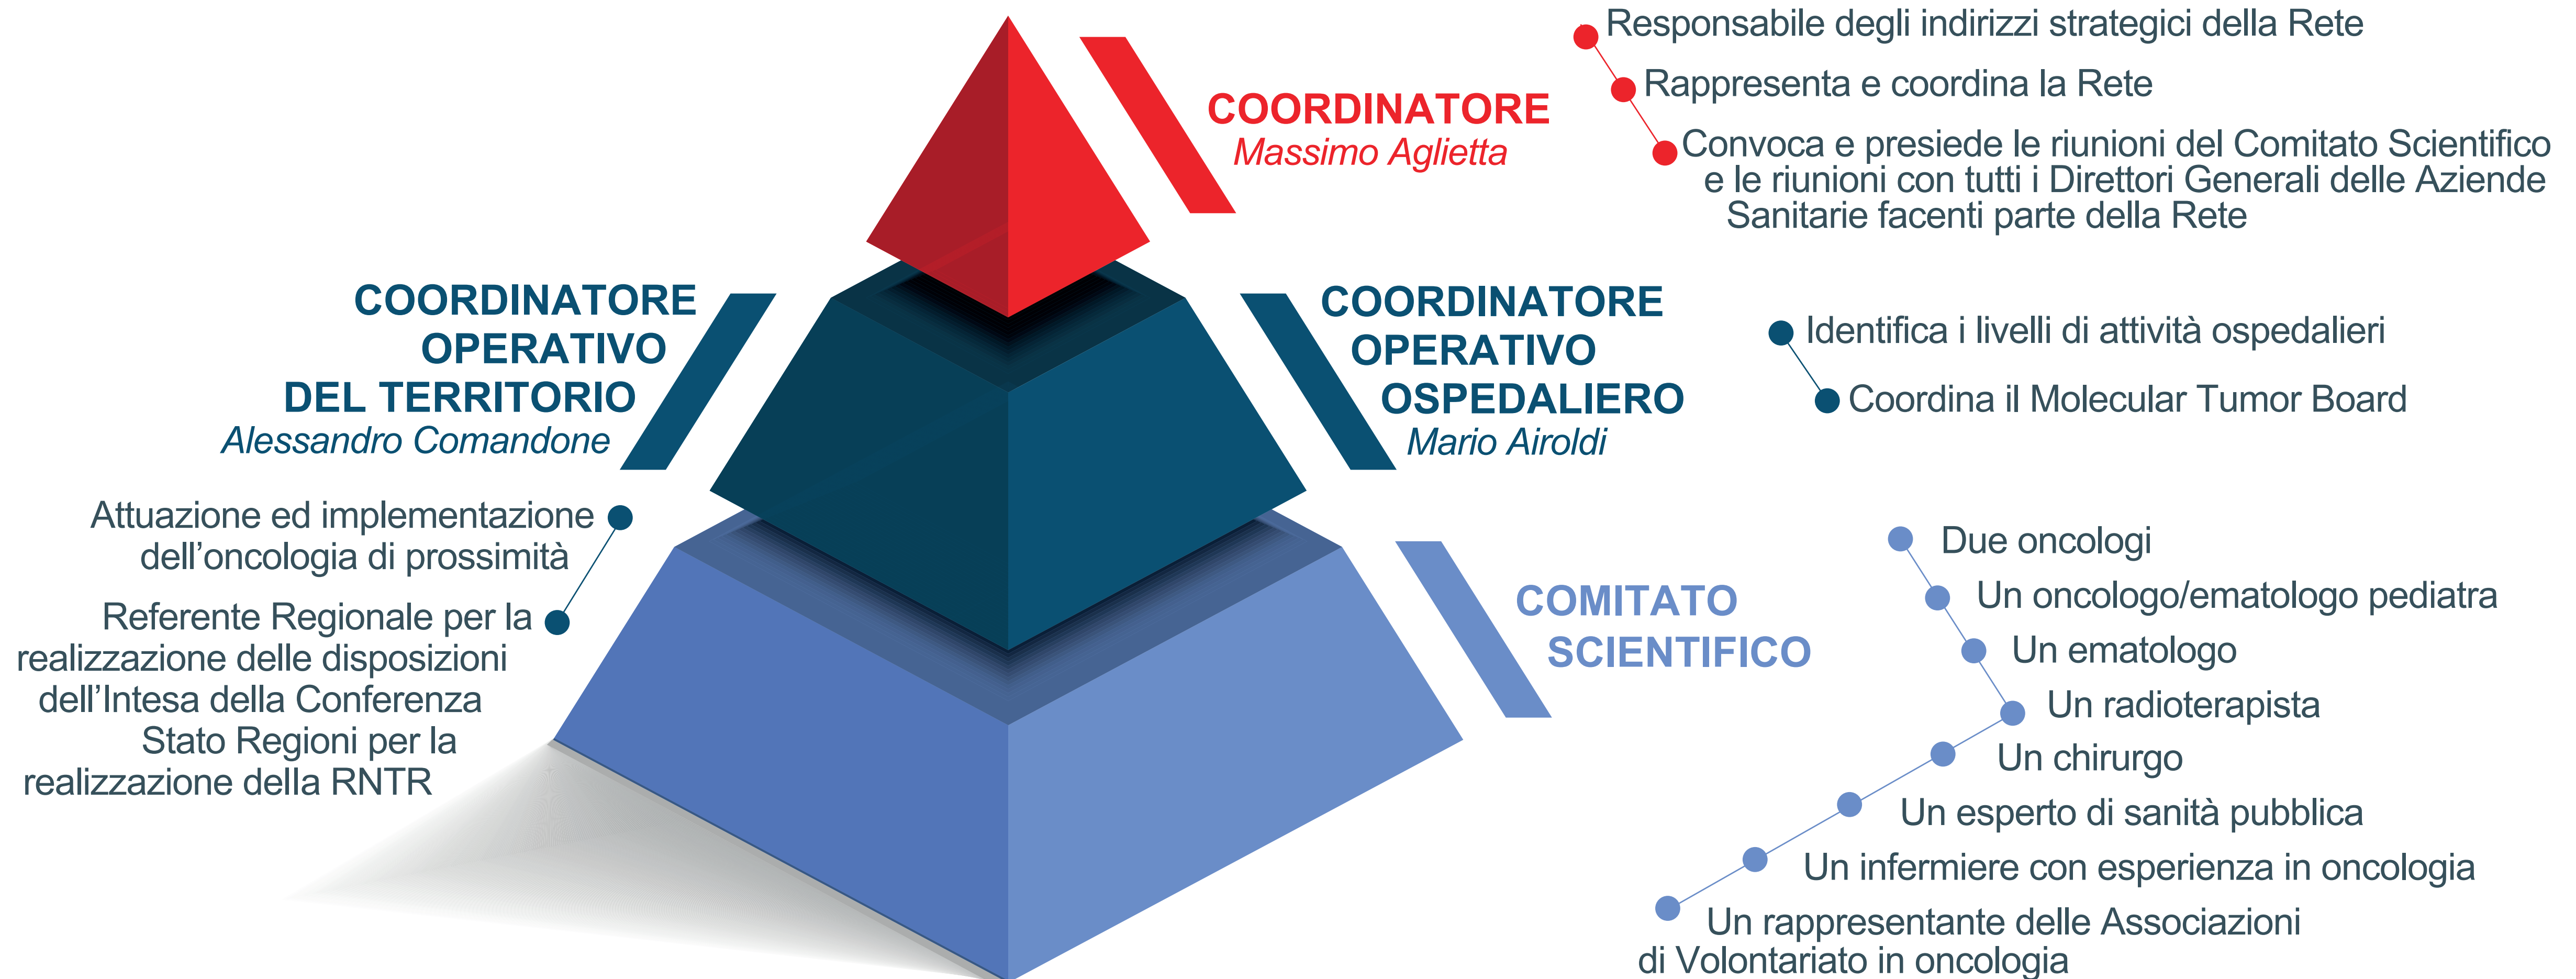 COORDINATORE
Massimo Aglietta
Responsabile degli indirizzi strategici della Rete
Rappresenta e coordina la Rete
Convoca e presiede le riunioni del Comitato Scientifico
e le riunioni con tutti i Direttori Generali delle Aziende
Sanitarie facenti parte della Rete
COORDINATORE
OPERATIVO
DEL TERRITORIO
Alessandro Comandone
Attuazione ed implementazione
dell’oncologia di prossimità
Referente Regionale per la
realizzazione delle disposizioni
dell’Intesa della Conferenza
Stato Regioni per la
realizzazione della RNTR
COORDINATORE
OPERATIVO
OSPEDALIERO
Mario Airoldi
Identifica i livelli di attività ospedalieri
Coordina il Molecular Tumor Board
COMITATO
SCIENTIFICO
Due oncologi
Un oncologo/ematologo pediatra
Un ematologo
Un radioterapista
Un chirurgo
Un esperto di sanità pubblica
Un infermiere con esperienza in oncologia
Un rappresentante delle Associazioni
di Volontariato in oncologia